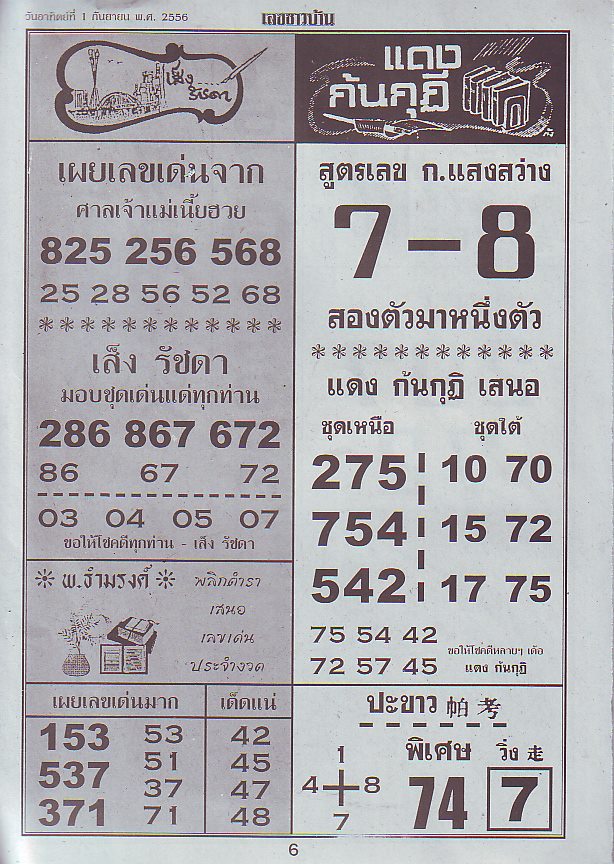 วันอาทิตย์ที่ 1 กันยายน พ.ศ. 2556
เลขชาวบ้าน
เส็ง รัชดา
เผยเลขเด่นจาก
ศาลเจ้าแม่เนี้ยฮวย
825 256 568
25 28 56 52 68
เส็ง รัชดา
มอบชุดเด่นแด่ทุกท่าน
286 867 672
86 67 72
03 04 05 07
ขอให้โชคดีทุกท่าน - เส็ง รัชดา
พ.ธำมรงค์
พลิกตำรา
เสนอ
เลขเด่น
ประจำงวด
เผยเลขเด่นมาก
153 53
537 51
37
371 71
เด็ดแน่
42
45
47
48
แดง
ก้นกุฏิ
สูตรเลข ก.แสงสว่าง
7-8
สองตัวมาหนึ่งตัว
แดง ก้นกุฏิ เสนอ
ชุดเหนือ ชุดใต้
275 10 70
754 15 72
542 17 75
75 54 42
72 57 45
ขอให้โชคดีหลายๆ เด้อ
แดง ก้นกุฏิ
ปะขาว 帕考
1
4+8
7
พิเศษ
74
วิ่ง 走
7
6